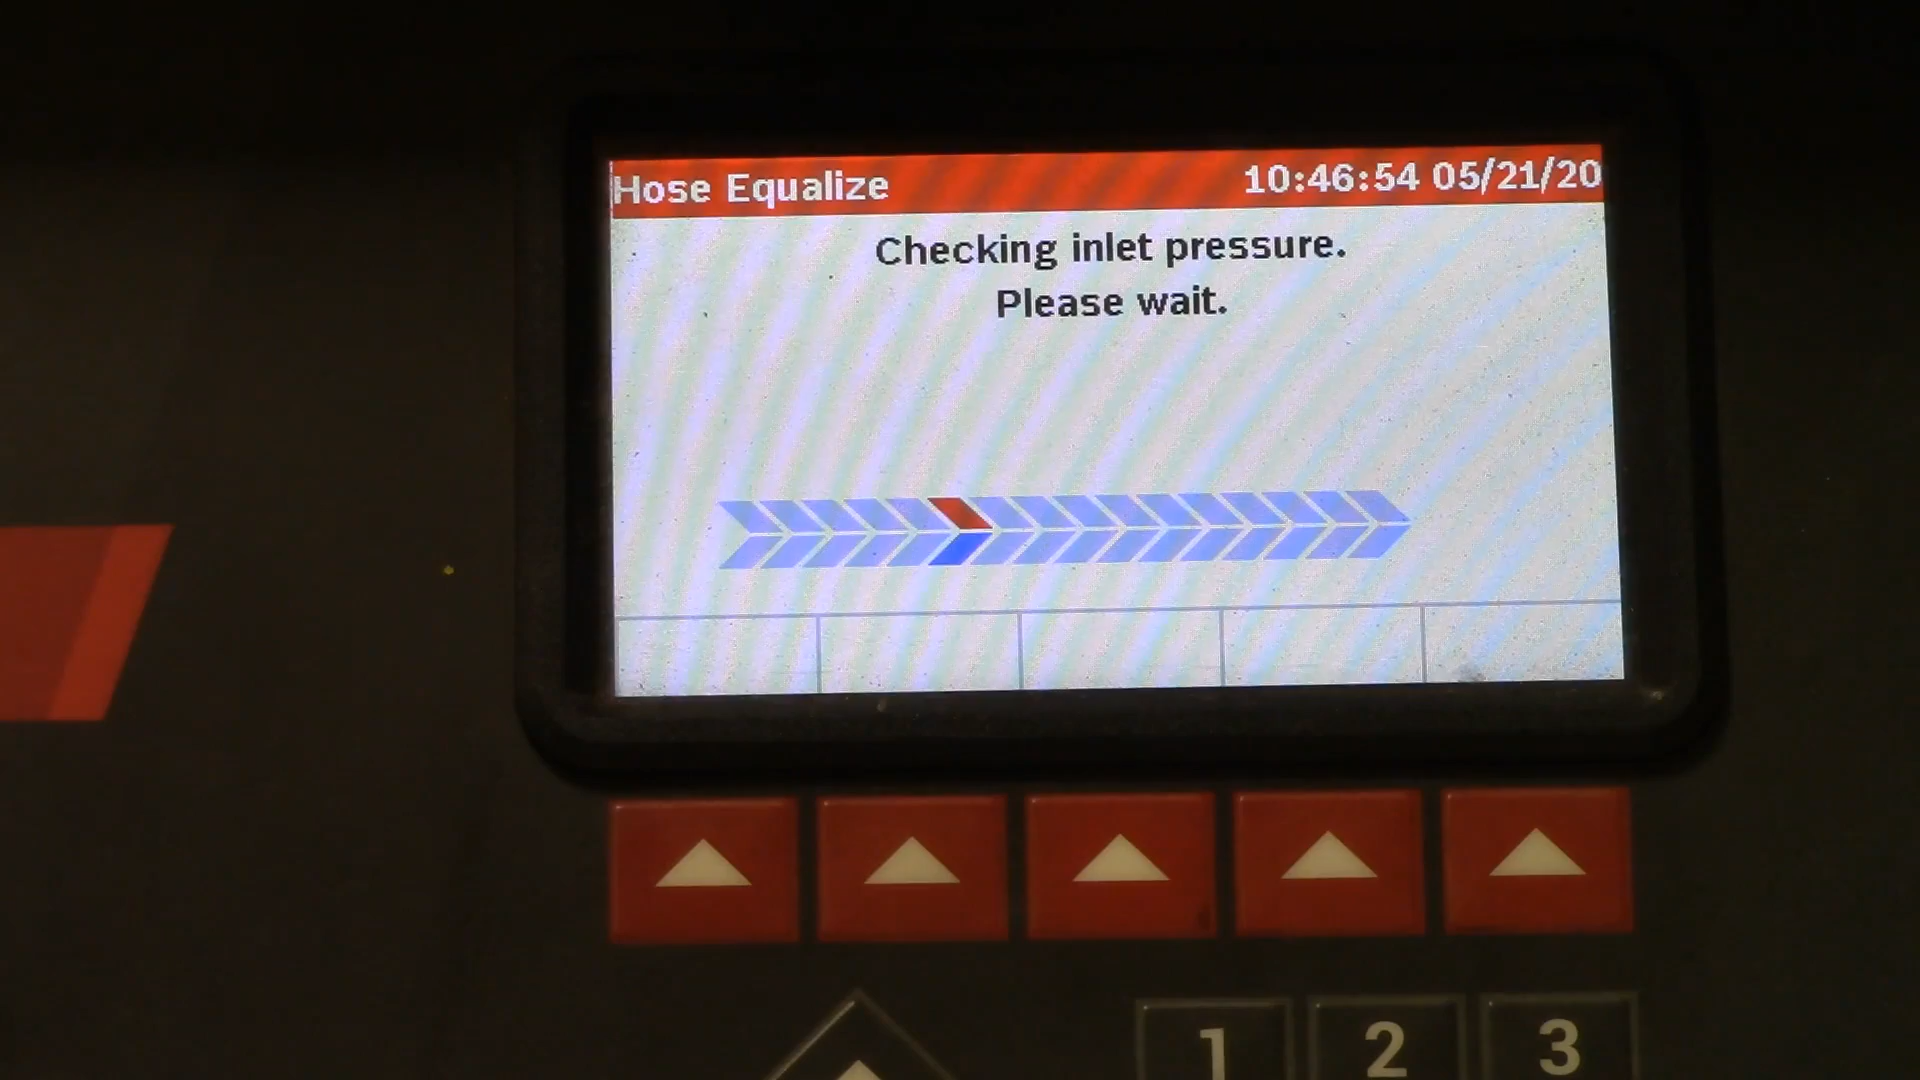 Hose Equalize
10:46:54 05/21/20
Checking inlet pressure.
Please wait.
1 2 3